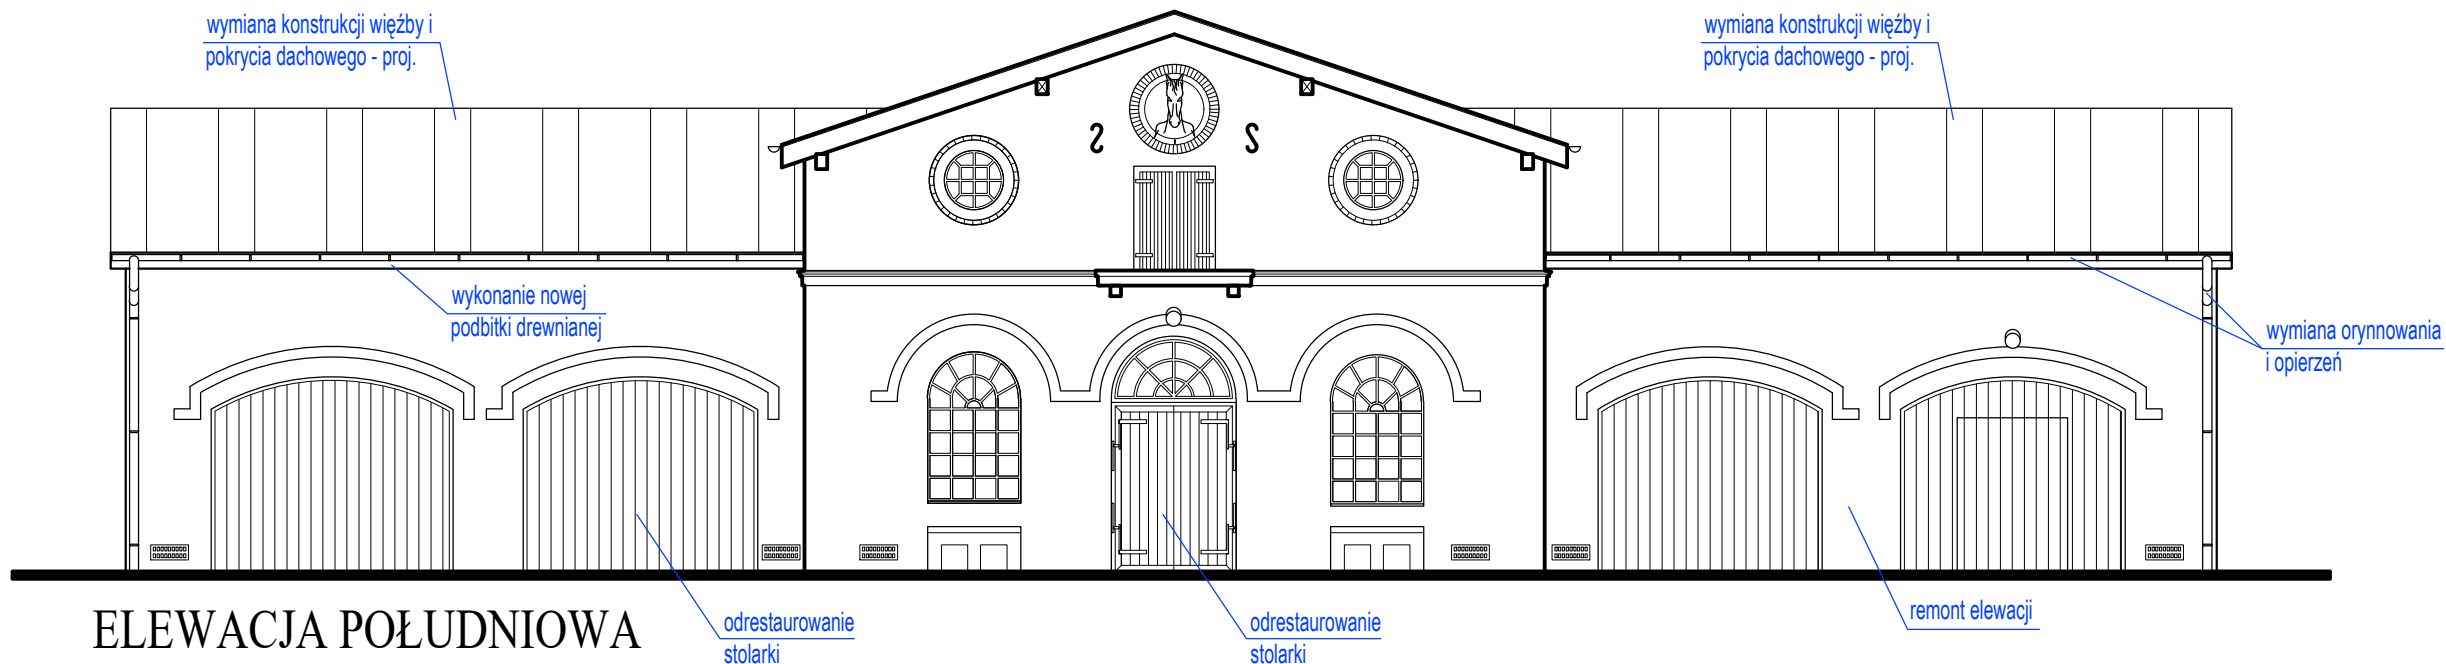 wymiana konstrukcji więźby i
pokrycia dachowego - proj.
wymiana konstrukcji więźby i
pokrycia dachowego - proj.
wykonanie nowej
podbitki drewnianej
wymiana orynnowania
i opierzeń
odrestaurowanie
stolarki
odrestaurowanie
stolarki
remont elewacji
ELEWACJA POŁUDNIOWA